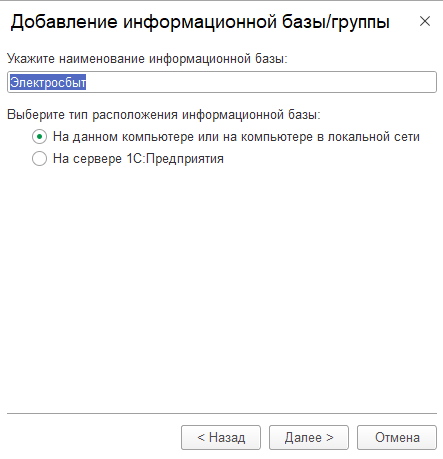 Добавление информационной базы/группы
Укажите наименование информационной базы:
Электросбыт
Выберите тип расположения информационной базы:
На данном компьютере или на компьютере в локальной сети
На сервере 1С:Предприятия
< Назад Далее > Отмена